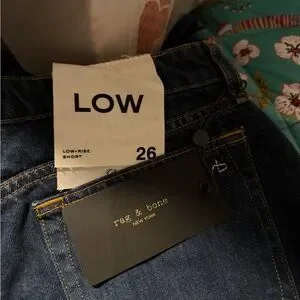 LOW
LOW-RISE
SHORT
26
rag & bone
NEW YORK